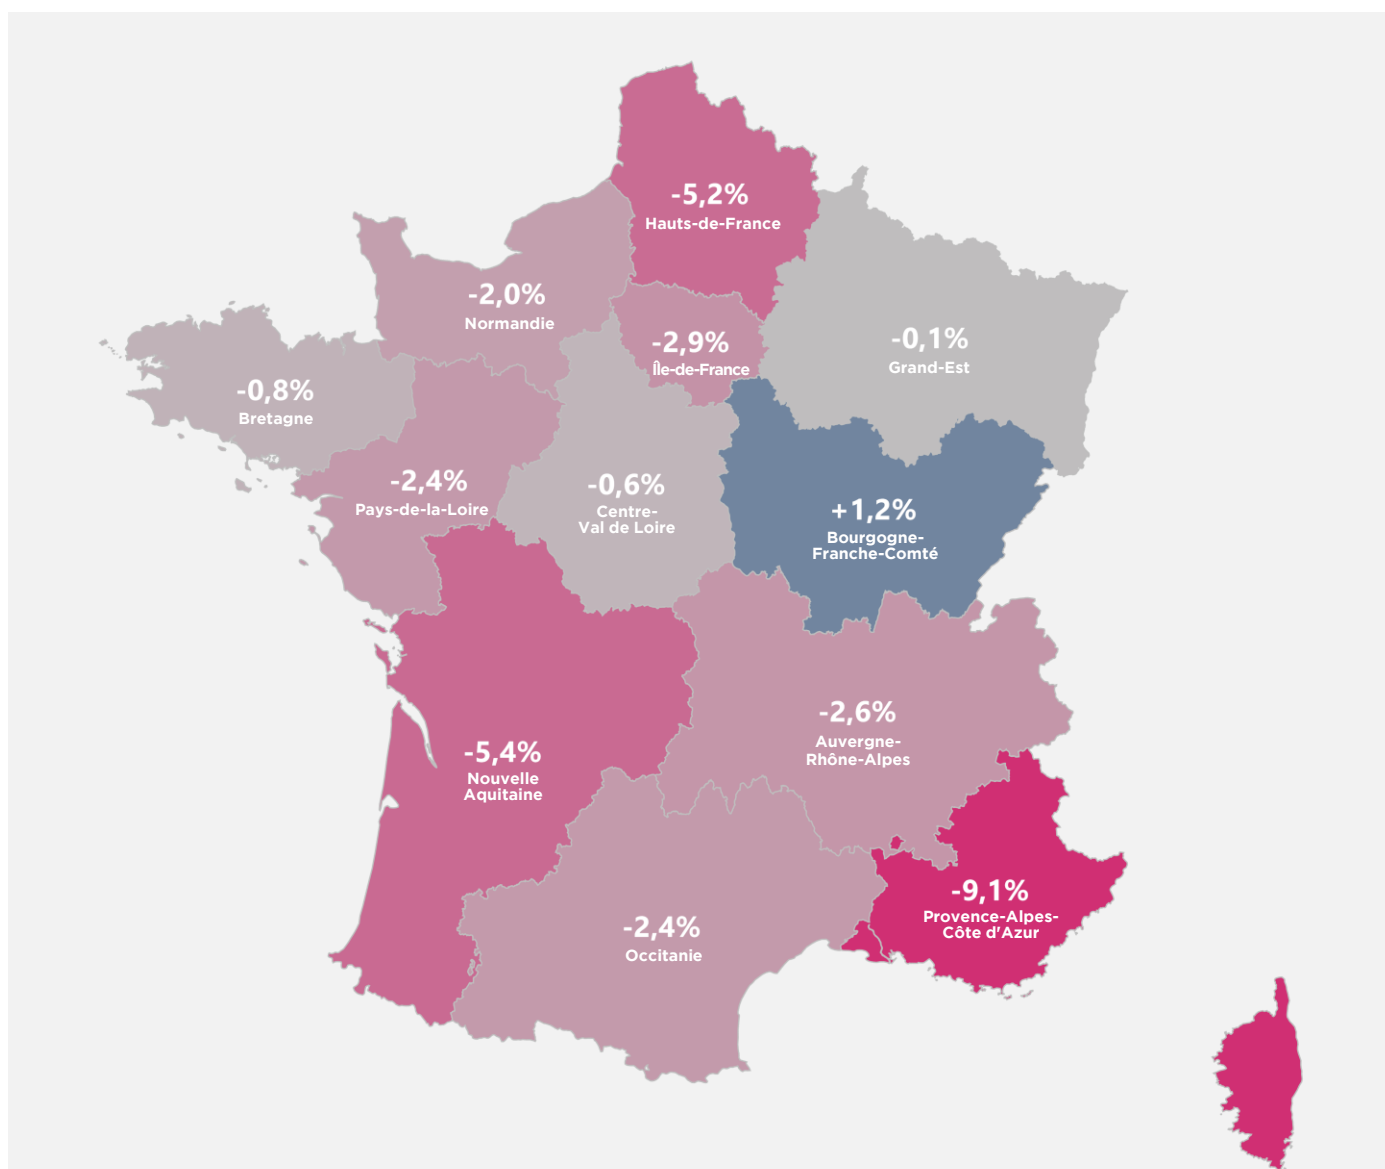 -5,2%
Hauts-de-France
-2,0%
Normandie
-2,9%
Île-de-France
-0,1%
Grand-Est
-0,8%
Bretagne
-2,4%
Pays-de-la-Loire
-0,6%
Centre-
Val de Loire
+1,2%
Bourgogne-
Franche-Comté
-2,6%
Auvergne-
Rhône-Alpes
-5,4%
Nouvelle
Aquitaine
-9,1%
Provence-Alpes-
Côte d'Azur
-2,4%
Occitanie